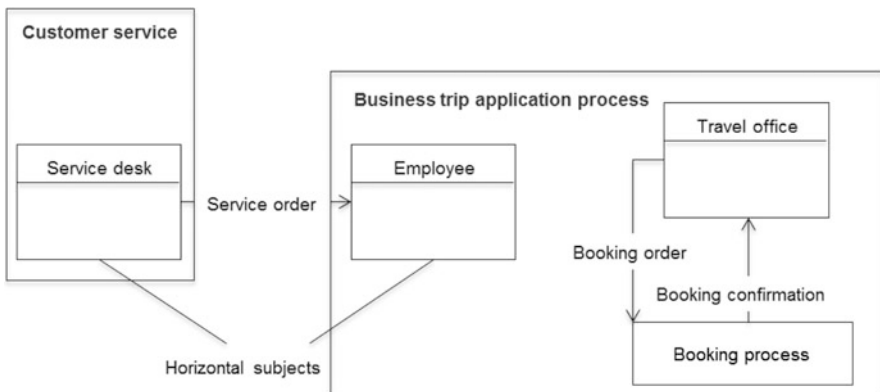 Customer service
Business trip application process
Travel office
Service desk
Employee
Service order
Booking order
Booking confirmation
Horizontal subjects
Booking process